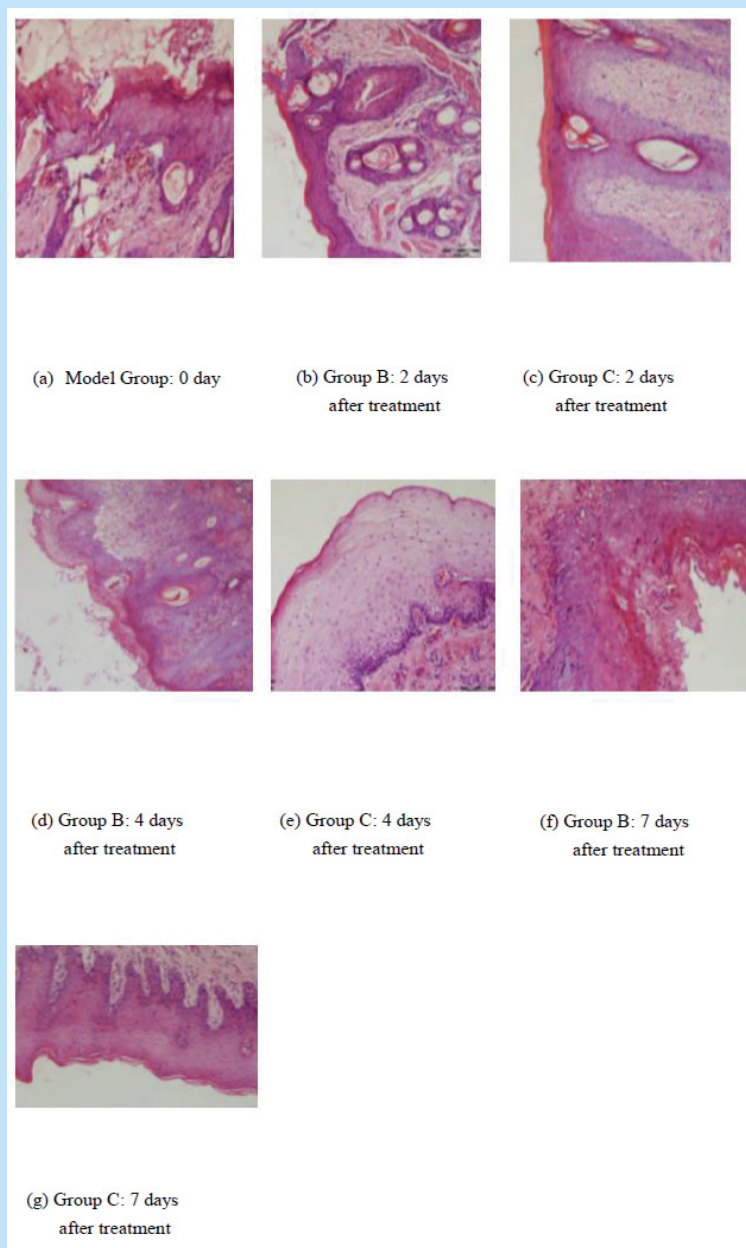 (a) Model Group: 0 day
(b) Group B: 2 days
after treatment
(c) Group C: 2 days
after treatment
(d) Group B: 4 days
after treatment
(e) Group C: 4 days
after treatment
(f) Group B: 7 days
after treatment
(g) Group C: 7 days
after treatment